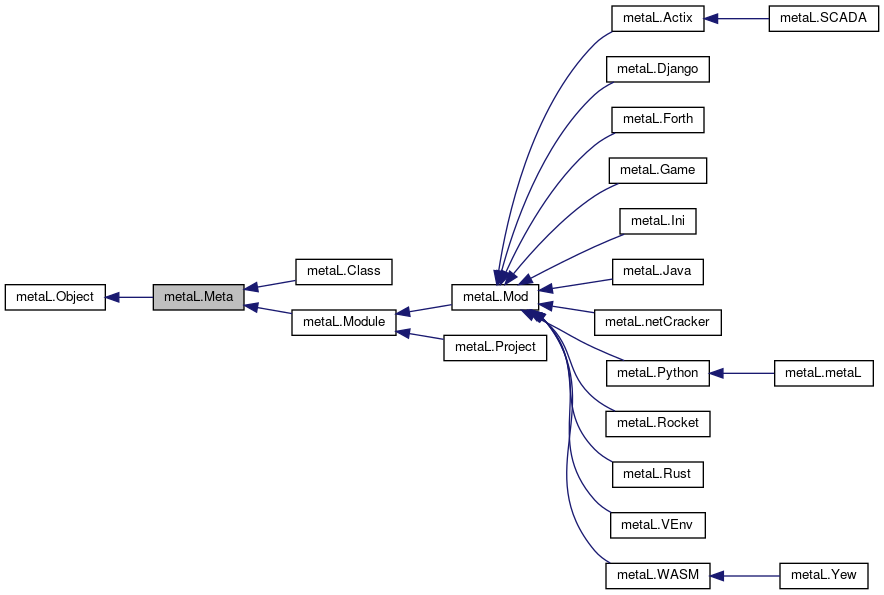 metaL.Object
metaL.Meta
metaL.Class
metaL.Module
metaL.Mod
metaL.Project
metaL.Actix
metaL.SCADA
metaL.Django
metaL.Forth
metaL.Game
metaL.Ini
metaL.Java
metaL.netCracker
metaL.Python
metaL.metaL
metaL.Rocket
metaL.Rust
metaL.VEnv
metaL.WASM
metaL.Yew